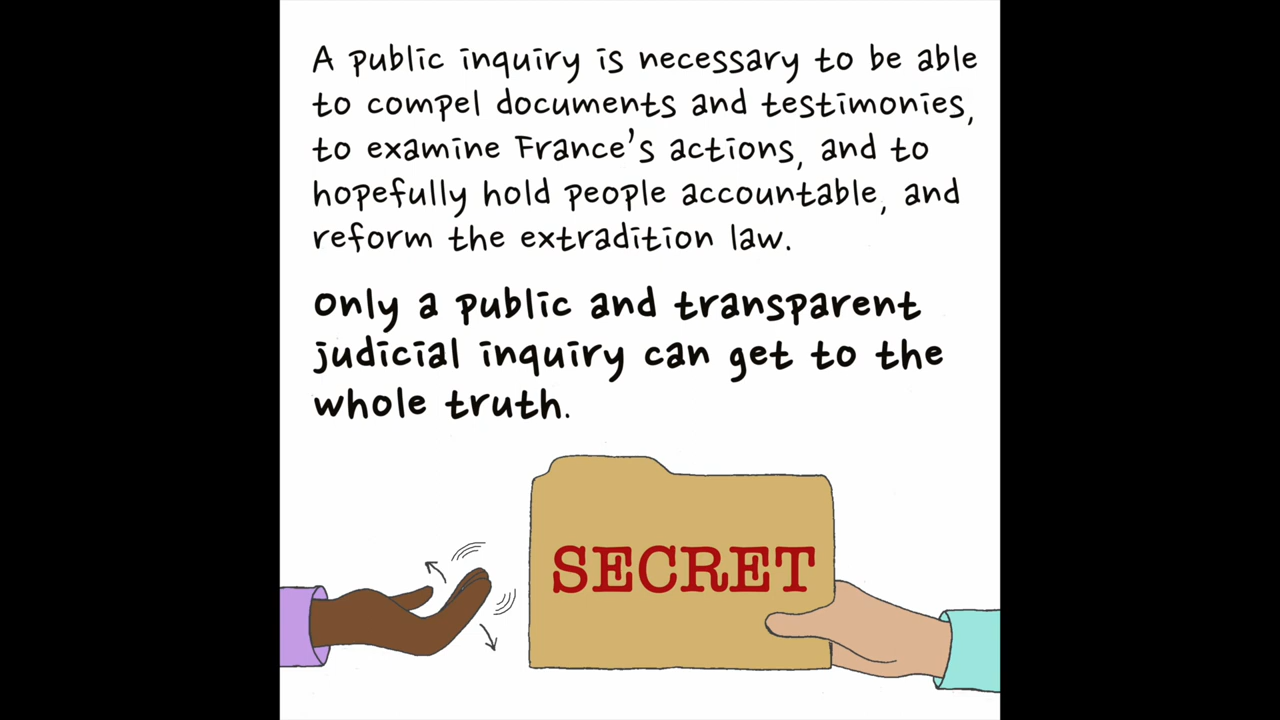 A public inquiry is necessary to be able
to compel documents and testimonies,
to examine France's actions, and to
hopefully hold people accountable, and
reform the extradition law.
Only a public and transparent
judicial inquiry can get to the
whole truth.
SECRET